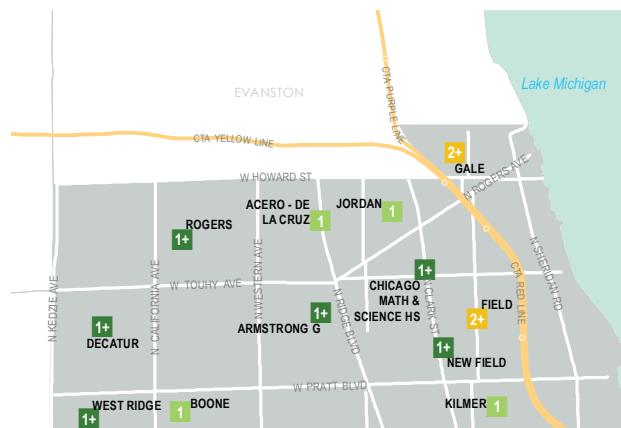 Lake Michigan
CTA PURPLE LINE
EVANSTON
CTA YELLOW LINE
2+
GALE
W HOWARD ST
N ROGERS AVE
ACERO - DE
LA CRUZ
1
JORDAN
1
ROGERS
1+
N SHERIDAN RD
1+
CHICAGO
MATH &
SCIENCE HS
W TOUHY AVE
N KEDZIE AVE
N CALIFORNIA AVE
N WESTERN AVE
N RIDGE BLVD
N CLARK ST
CTA RED LINE
1+
DECATUR
ARMSTRONG G
1+
FIELD
2+
1+
NEW FIELD
W PRATT BLVD
WEST RIDGE
1+
BOONE
1
KILMER
1